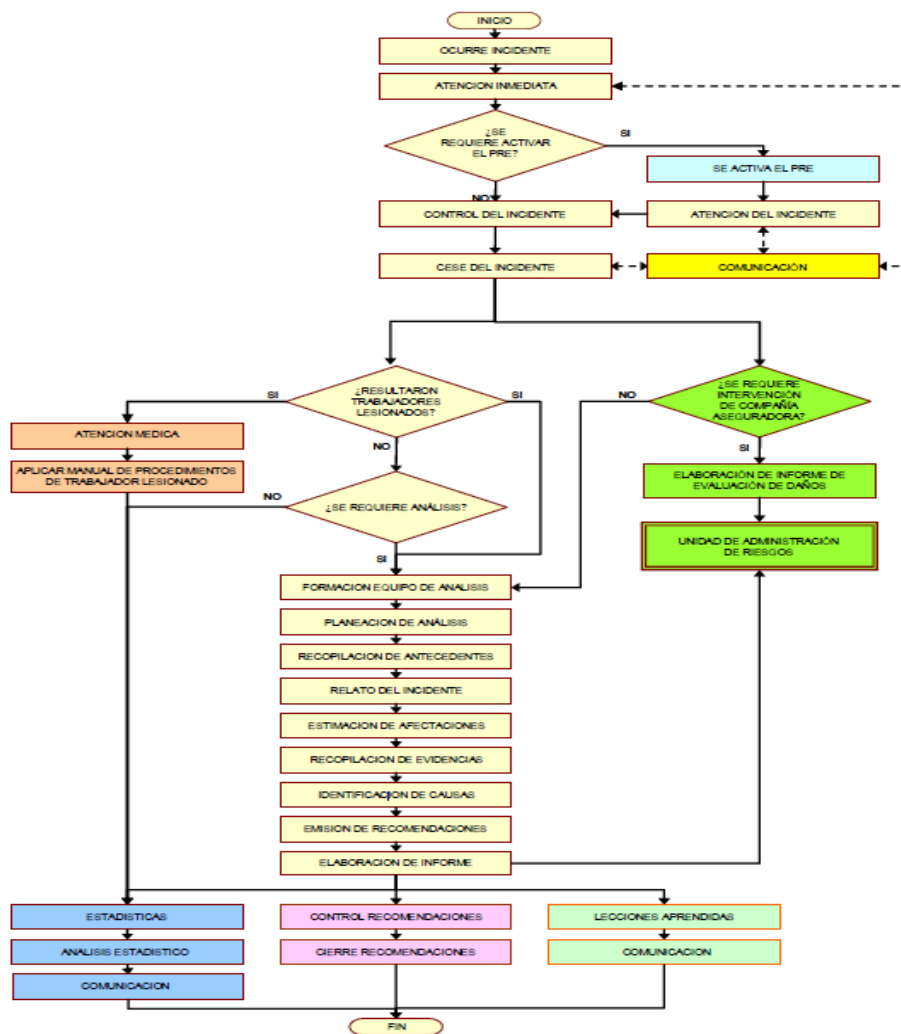 INICIO
OCURRE INCIDENTE
ATENCION INMEDIATA
¿SE
REQUIERE ACTIVAR
EL PRE?
SI
SE ACTIVA EL PRE
NO
CONTROL DEL INCIDENTE
ATENCION DEL INCIDENTE
CESE DEL INCIDENTE
COMUNICACIÓN
¿RESULTARON
TRABAJADORES
LESIONADOS?
SI
SI
NO
¿SE REQUIERE
INTERVENCIÓN
DE COMPAÑÍA
ASEGURADORA?
NO
SI
ATENCION MEDICA
APLICAR MANUAL DE PROCEDIMIENTOS
DE TRABAJADOR LESIONADO
ELABORACIÓN DE INFORME DE
EVALUACIÓN DE DAÑOS
NO
¿SE REQUIERE ANÁLISIS?
SI
UNIDAD DE ADMINISTRACIÓN
DE RIESGOS
FORMACION EQUIPO DE ANALISIS
PLANEACION DE ANÁLISIS
RECOPILACION DE ANTECEDENTES
RELATO DEL INCIDENTE
ESTIMACION DE AFECTACIONES
RECOPILACION DE EVIDENCIAS
IDENTIFICACION DE CAUSAS
EMISION DE RECOMENDACIONES
ELABORACION DE INFORME
ESTADISTICAS
CONTROL RECOMENDACIONES
LECCIONES APRENDIDAS
ANALISIS ESTADISTICO
CIERRE RECOMENDACIONES
COMUNICACION
COMUNICACION
FIN